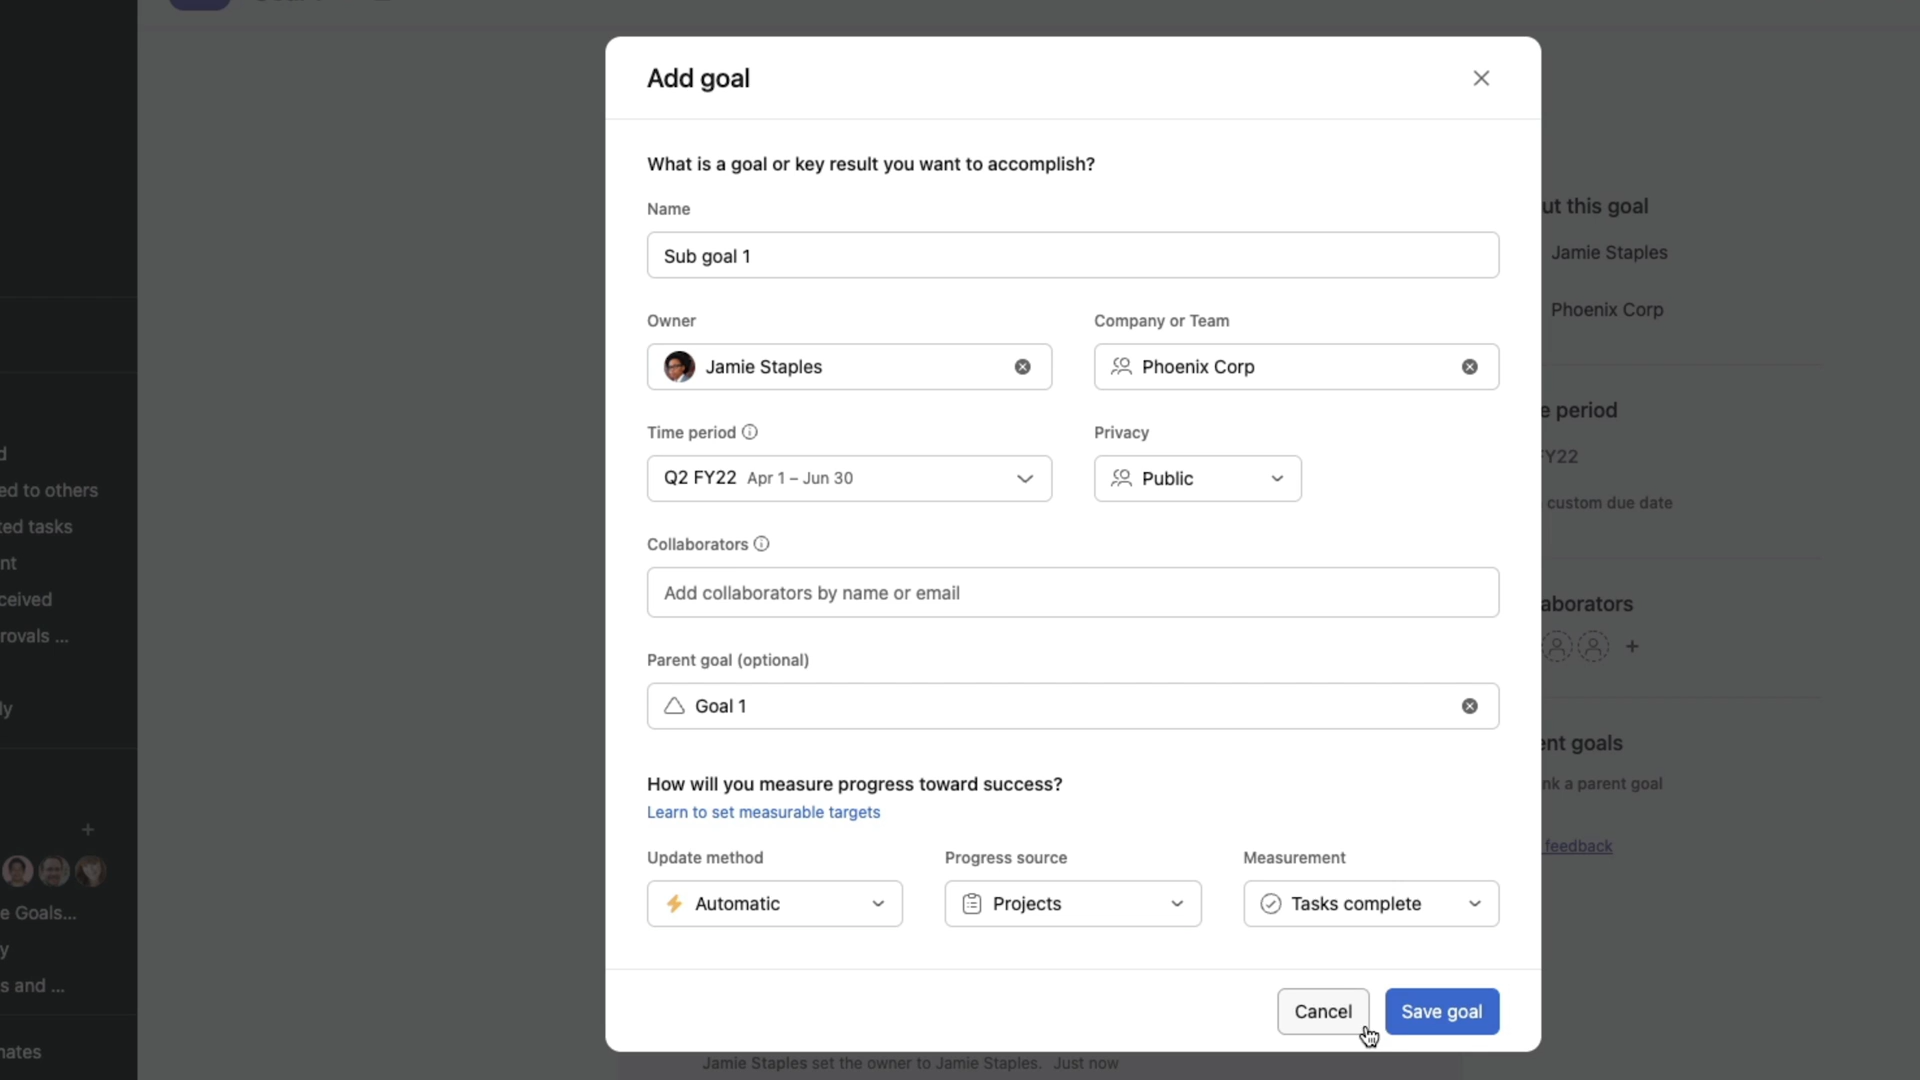 Add goal
What is a goal or key result you want to accomplish?
Name
Sub goal 1
Owner
Company or Team
Jamie Staples
Phoenix Corp
Time period
Privacy
Q2 FY22 Apr 1 – Jun 30
Public
Collaborators
Add collaborators by name or email
Parent goal (optional)
Goal 1
How will you measure progress toward success?
Learn to set measurable targets
Update method
Progress source
Measurement
Automatic
Projects
Tasks complete
Cancel
Save goal
Jamie Staples set the owner to Jamie Staples. Just now
ut this goal
Jamie Staples
Phoenix Corp
e period
FY22
custom due date
aborators
ent goals
nk a parent goal
feedback
d
ed to others
ted tasks
nt
ceived
rovals ...
ly
e Goals...
y
s and ...
nates